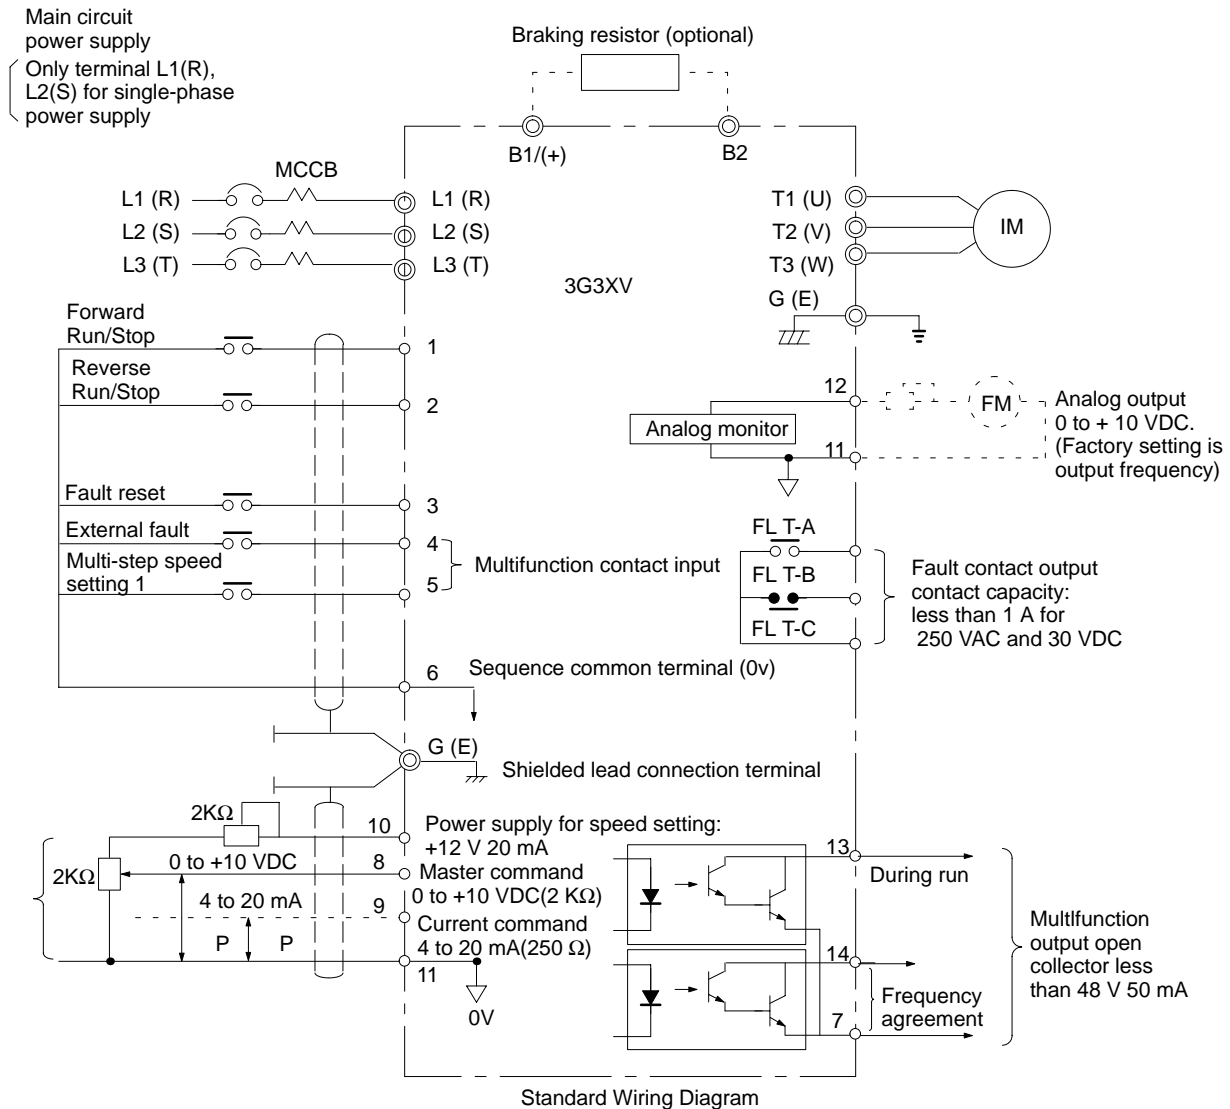 Main circuit
power supply
Only terminal L1(R),
L2(S) for single-phase
power supply
Braking resistor (optional)
B1/(+)
B2
MCCB
L1 (R)
L1 (R)
L2 (S)
L2 (S)
L3 (T)
L3 (T)
T1 (U)
T2 (V)
T3 (W)
IM
3G3XV
G (E)
Forward
Run/Stop
1
Reverse
Run/Stop
2
12
FM
Analog monitor
11
Analog output
0 to + 10 VDC.
(Factory setting is
output frequency)
Fault reset
3
External fault
4
Multi-step speed
setting 1
5
Multifunction contact input
FL T-A
FL T-B
FL T-C
Fault contact output
contact capacity:
less than 1 A for
250 VAC and 30 VDC
6
Sequence common terminal (0v)
G (E)
Shielded lead connection terminal
2KΩ
2KΩ
10
Power supply for speed setting:
+12 V 20 mA
0 to +10 VDC
8
Master command
0 to +10 VDC(2 KΩ)
4 to 20 mA
9
Current command
4 to 20 mA(250 Ω)
P
P
11
0V
13
During run
14
Frequency
agreement
7
Multlfunction
output open
collector less
than 48 V 50 mA
Standard Wiring Diagram